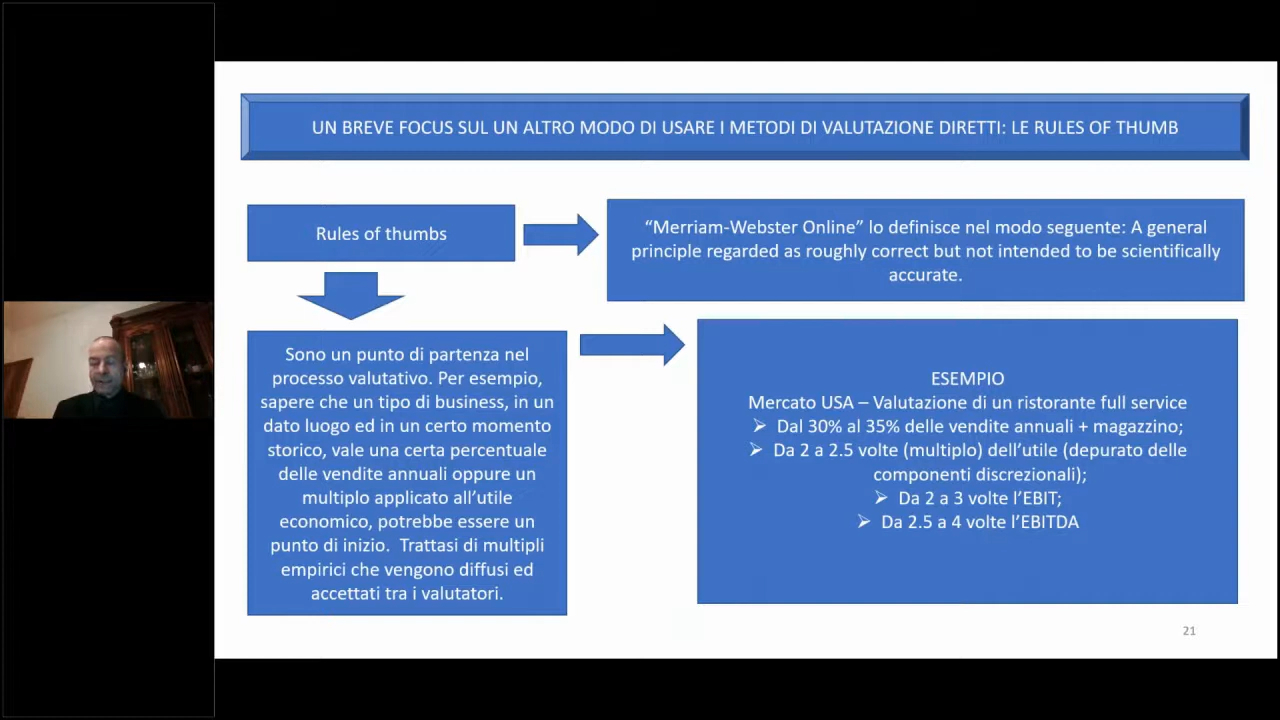 UN BREVE FOCUS SUL UN ALTRO MODO DI USARE I METODI DI VALUTAZIONE DIRETTI: LE RULES OF THUMB
Rules of thumbs
“Merriam-Webster Online” lo definisce nel modo seguente: A general
principle regarded as roughly correct but not intended to be scientifically
accurate.
Sono un punto di partenza nel
processo valutativo. Per esempio,
sapere che un tipo di business, in un
dato luogo ed in un certo momento
storico, vale una certa percentuale
delle vendite annuali oppure un
multiplo applicato all’utile
economico, potrebbe essere un
punto di inizio.  Trattasi di multipli
empirici che vengono diffusi ed
accettati tra i valutatori.
ESEMPIO
Mercato USA – Valutazione di un ristorante full service
➢ Dal 30% al 35% delle vendite annuali + magazzino;
➢ Da 2 a 2.5 volte (multiplo) dell’utile (depurato delle
componenti discrezionali);
➢ Da 2 a 3 volte l’EBIT;
➢ Da 2.5 a 4 volte l’EBITDA
21